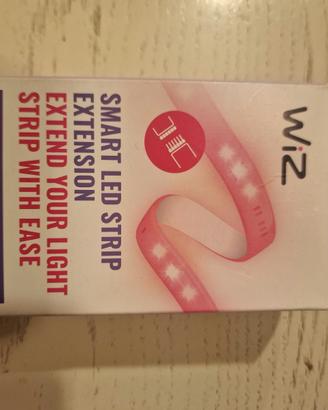 WiZ
SMART LED STRIP
EXTENSION
EXTEND YOUR LIGHT
STRIP WITH EASE